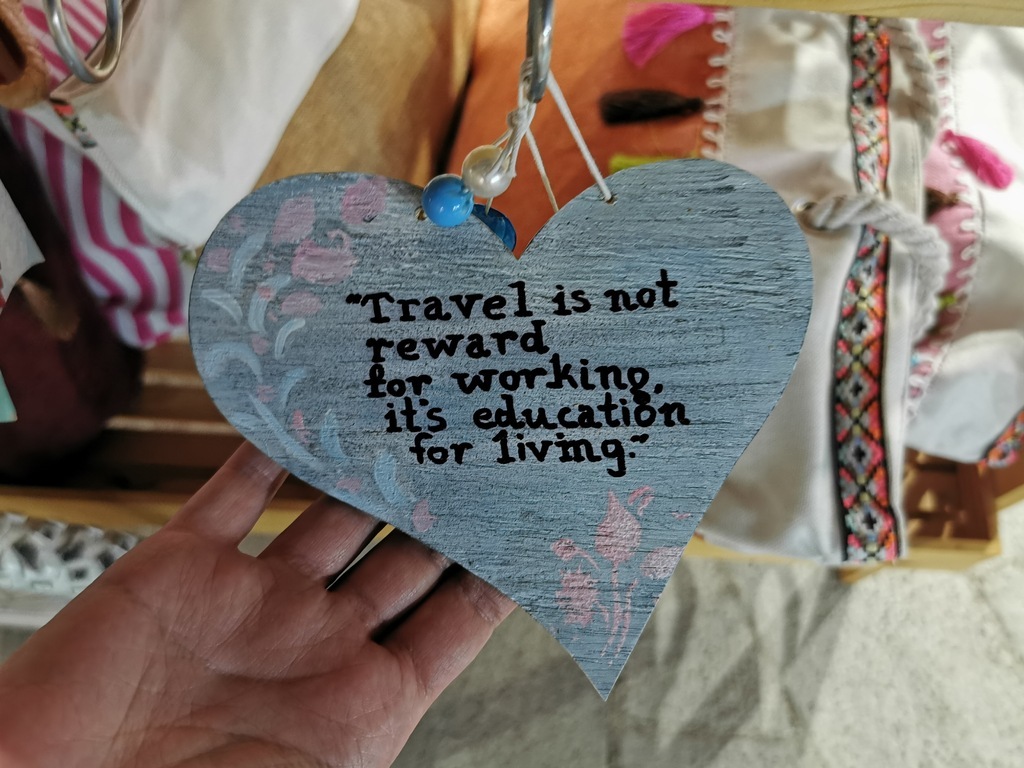 "Travel is not
reward
for working,
it's education
for living."